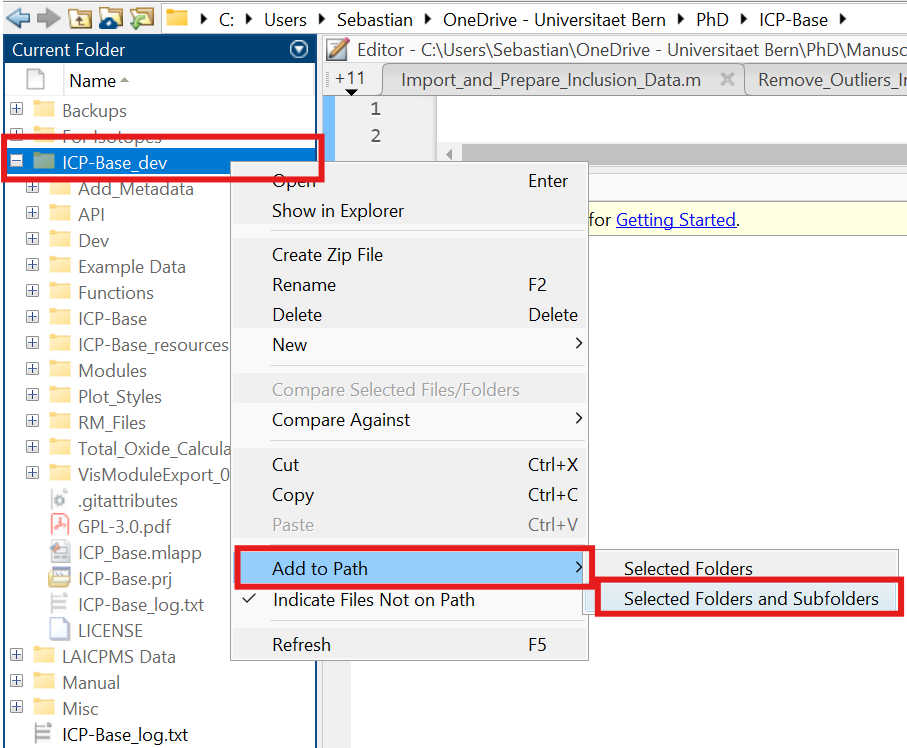 C: Users Sebastian OneDrive - Universitaet Bern PhD ICP-Base
Current Folder
Editor - C:\Users\Sebastian\OneDrive - Universitaet Bern\PhD\Manusc
Name
+11
Import_and_Prepare_Inclusion_Data.m
Remove_Outliers_I
1
2
Backups
For Isotopes
ICP-Base_dev
Add_Metadata
API
Dev
Example Data
Functions
ICP-Base
ICP-Base_resources
Modules
Plot_Styles
RM_Files
Total_Oxide_Calcula
VisModuleExport_0
.gitattributes
GPL-3.0.pdf
ICP_Base.mlapp
ICP-Base.prj
ICP-Base_log.txt
LICENSE
LAICPMS Data
Manual
Misc
ICP-Base_log.txt
for Getting Started.
Open Enter
Show in Explorer
Create Zip File
Rename F2
Delete Delete
New
Compare Selected Files/Folders
Compare Against
Cut Ctrl+X
Copy Ctrl+C
Paste Ctrl+V
Add to Path
Indicate Files Not on Path
Refresh F5
Selected Folders
Selected Folders and Subfolders